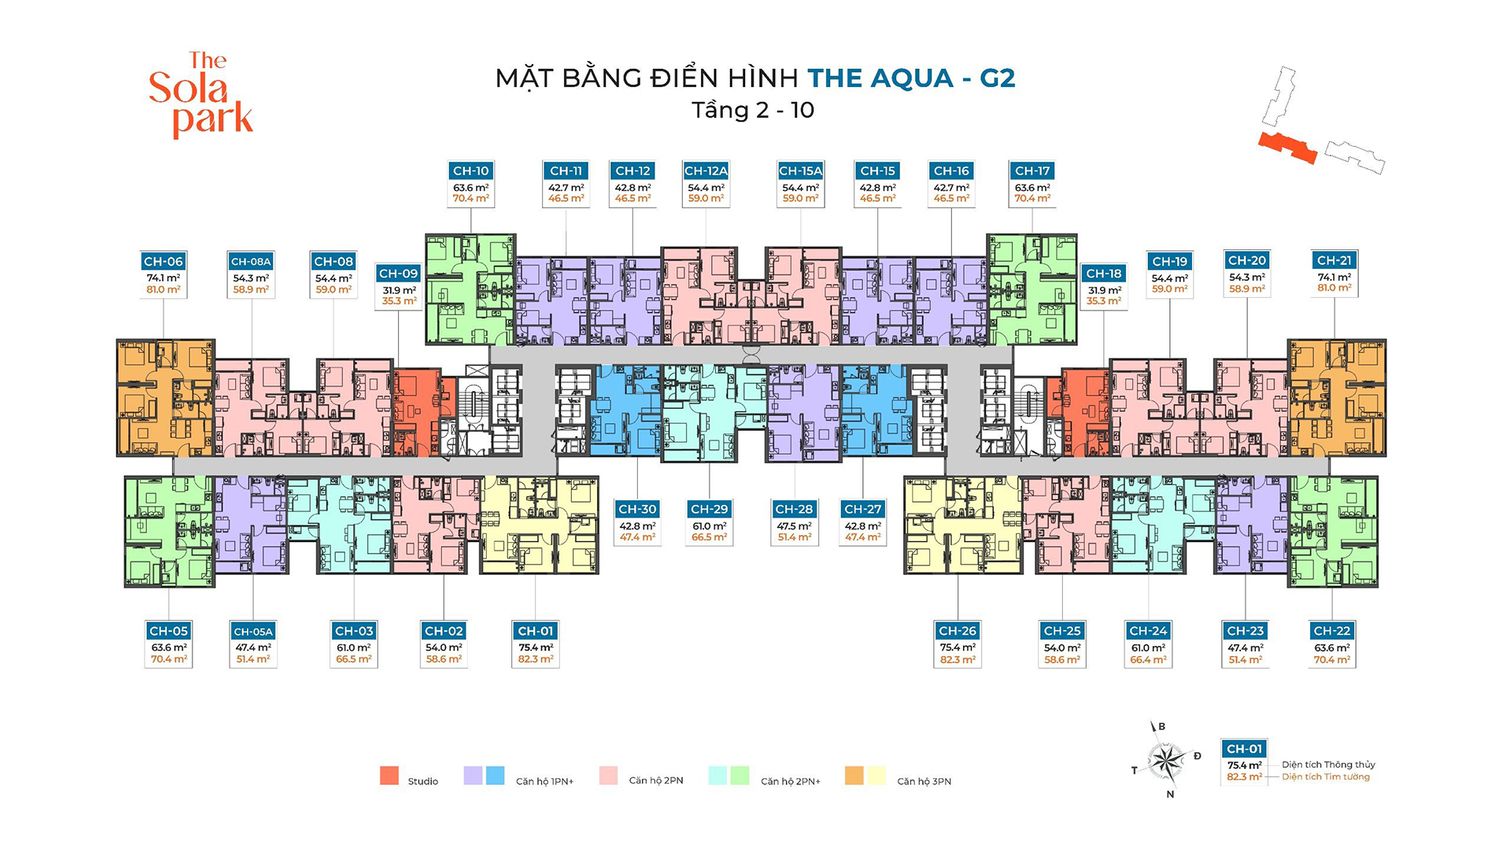 The
Sola
park
MẶT BẰNG ĐIỂN HÌNH THE AQUA - G2
Tầng 2 - 10
CH-10
63.6 m²
70.4 m²
CH-11
42.7 m²
46.5 m²
CH-12
42.8 m²
46.5 m²
CH-12A
54.4 m²
59.0 m²
CH-15A
54.4 m²
59.0 m²
CH-15
42.8 m²
46.5 m²
CH-16
42.7 m²
46.5 m²
CH-17
63.6 m²
70.4 m²
CH-06
74.1 m²
81.0 m²
CH-08A
54.3 m²
58.9 m²
CH-08
54.4 m²
59.0 m²
CH-09
31.9 m²
35.3 m²
CH-18
31.9 m²
35.3 m²
CH-19
54.4 m²
59.0 m²
CH-20
54.3 m²
58.9 m²
CH-21
74.1 m²
81.0 m²
CH-30
42.8 m²
47.4 m²
CH-29
61.0 m²
66.5 m²
CH-28
47.5 m²
51.4 m²
CH-27
42.8 m²
47.4 m²
CH-05
63.6 m²
70.4 m²
CH-05A
47.4 m²
51.4 m²
CH-03
61.0 m²
66.5 m²
CH-02
54.0 m²
58.6 m²
CH-01
75.4 m²
82.3 m²
CH-26
75.4 m²
82.3 m²
CH-25
54.0 m²
58.6 m²
CH-24
61.0 m²
66.4 m²
CH-23
47.4 m²
51.4 m²
CH-22
63.6 m²
70.4 m²
Studio
Căn hộ 1PN+
Căn hộ 2PN
Căn hộ 2PN+
Căn hộ 3PN
B
Đ
T
N
CH-01
75.4 m² Diện tích Thông thủy
82.3 m² Diện tích Tim tường